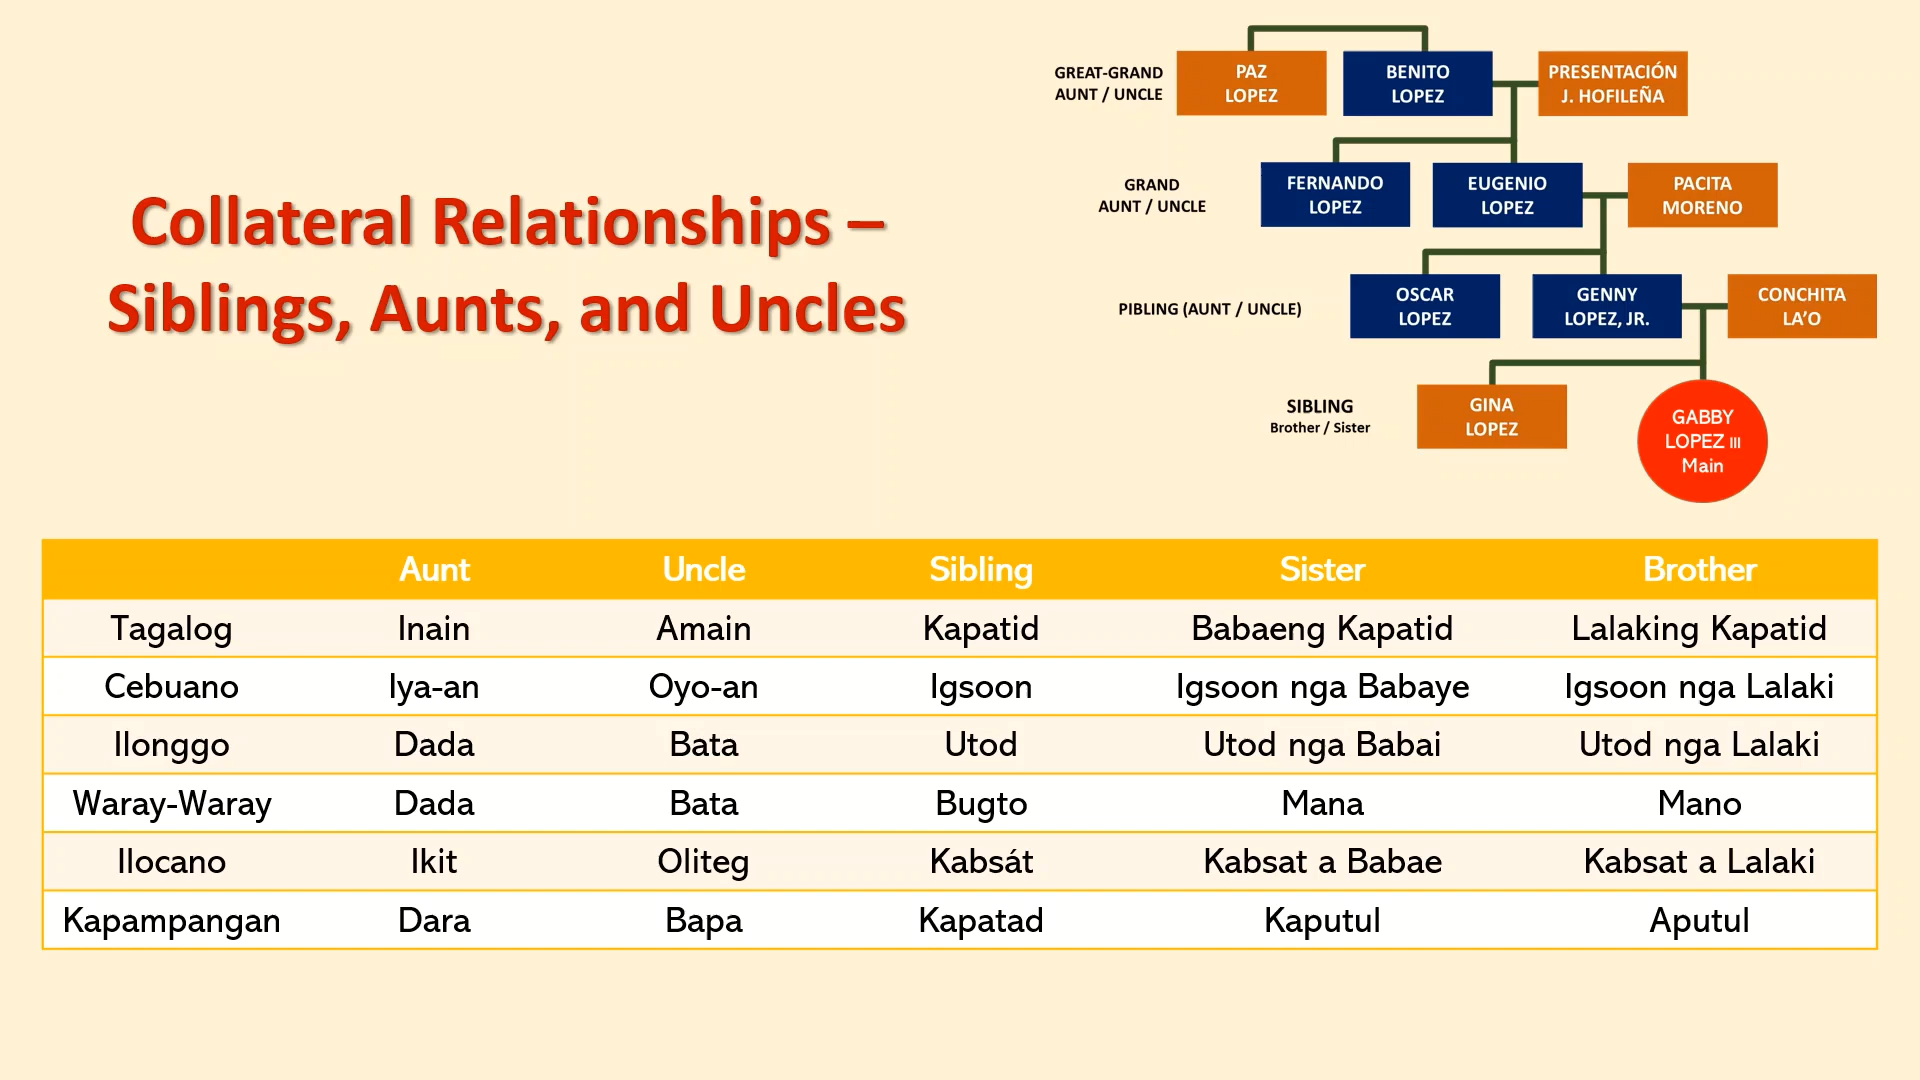 Collateral Relationships –
Siblings, Aunts, and Uncles
GREAT-GRAND
AUNT / UNCLE
PAZ
LOPEZ
BENITO
LOPEZ
PRESENTACIÓN
J. HOFILEÑA
GRAND
AUNT / UNCLE
FERNANDO
LOPEZ
EUGENIO
LOPEZ
PACITA
MORENO
PIBLING (AUNT / UNCLE)
OSCAR
LOPEZ
GENNY
LOPEZ, JR.
CONCHITA
LA’O
SIBLING
Brother / Sister
GINA
LOPEZ
GABBY
LOPEZ III
Main
Aunt Uncle Sibling Sister Brother
Tagalog Inain Amain Kapatid Babaeng Kapatid Lalaking Kapatid
Cebuano Iya-an Oyo-an Igsoon Igsoon nga Babaye Igsoon nga Lalaki
Ilonggo Dada Bata Utod Utod nga Babai Utod nga Lalaki
Waray-Waray Dada Bata Bugto Mana Mano
Ilocano Ikit Oliteg Kabsát Kabsat a Babae Kabsat a Lalaki
Kapampangan Dara Bapa Kapatad Kaputul Aputul